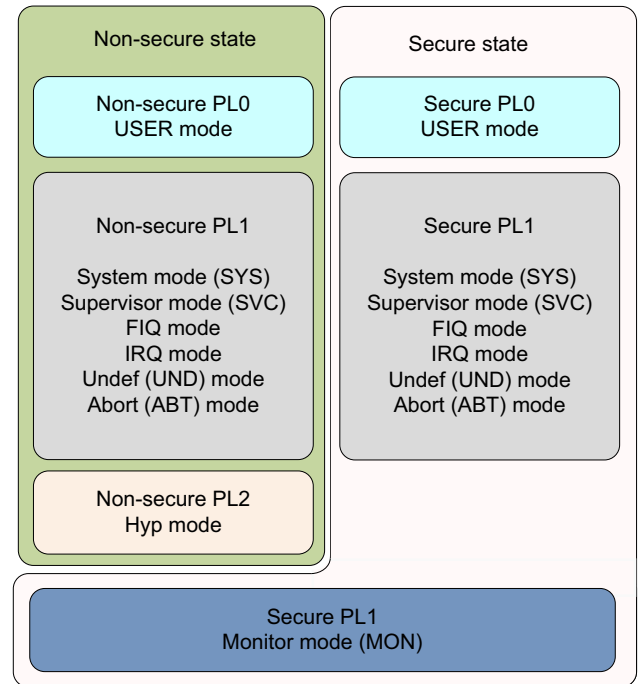 Non-secure state
Non-secure PL0
USER mode
Non-secure PL1
System mode (SYS)
Supervisor mode (SVC)
FIQ mode
IRQ mode
Undef (UND) mode
Abort (ABT) mode
Non-secure PL2
Hyp mode
Secure state
Secure PL0
USER mode
Secure PL1
System mode (SYS)
Supervisor mode (SVC)
FIQ mode
IRQ mode
Undef (UND) mode
Abort (ABT) mode
Secure PL1
Monitor mode (MON)